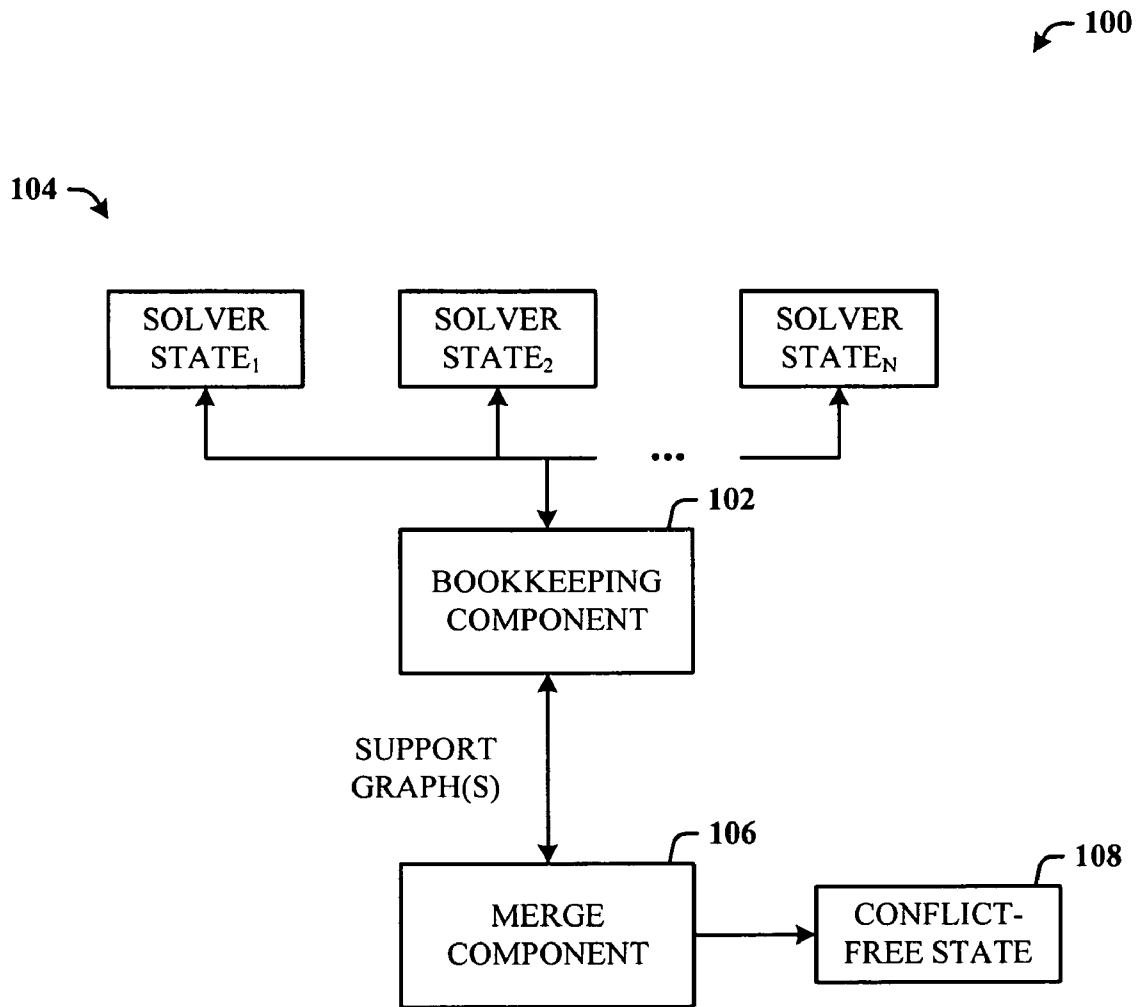 100
104
SOLVER
STATE₁
SOLVER
STATE₂
SOLVER
STATE_N
...
102
BOOKKEEPING
COMPONENT
SUPPORT
GRAPH(S)
106
MERGE
COMPONENT
108
CONFLICT-
FREE STATE